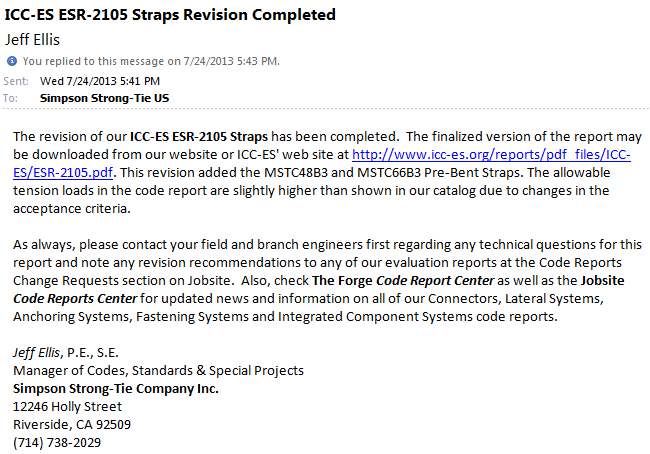 ICC-ES ESR-2105 Straps Revision Completed
Jeff Ellis
You replied to this message on 7/24/2013 5:43 PM.
Sent: Wed 7/24/2013 5:41 PM
To: Simpson Strong-Tie US
The revision of our ICC-ES ESR-2105 Straps has been completed.  The finalized version of the report may
be downloaded from our website or ICC-ES' web site at http://www.icc-es.org/reports/pdf_files/ICC-
ES/ESR-2105.pdf. This revision added the MSTC48B3 and MSTC66B3 Pre-Bent Straps. The allowable
tension loads in the code report are slightly higher than shown in our catalog due to changes in the
acceptance criteria.
As always, please contact your field and branch engineers first regarding any technical questions for this
report and note any revision recommendations to any of our evaluation reports at the Code Reports
Change Requests section on Jobsite.  Also, check The Forge Code Report Center as well as the Jobsite
Code Reports Center for updated news and information on all of our Connectors, Lateral Systems,
Anchoring Systems, Fastening Systems and Integrated Component Systems code reports.
Jeff Ellis, P.E., S.E.
Manager of Codes, Standards & Special Projects
Simpson Strong-Tie Company Inc.
12246 Holly Street
Riverside, CA 92509
(714) 738-2029